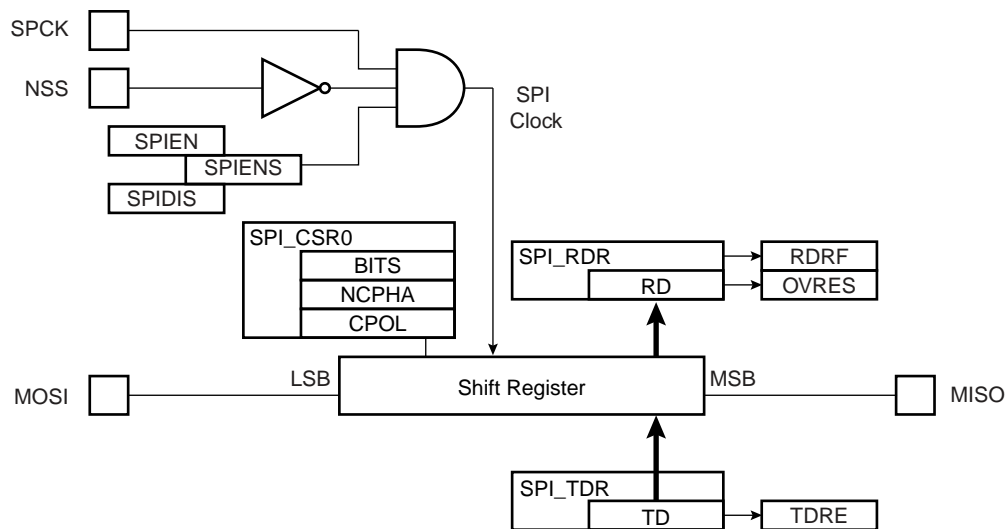 SPCK
NSS
SPI
Clock
SPIEN
SPIENS
SPIDIS
SPI_CSR0
BITS
NCPHA
CPOL
SPI_RDR
RD
RDRF
OVRES
MOSI
LSB
Shift Register
MSB
MISO
SPI_TDR
TD
TDRE